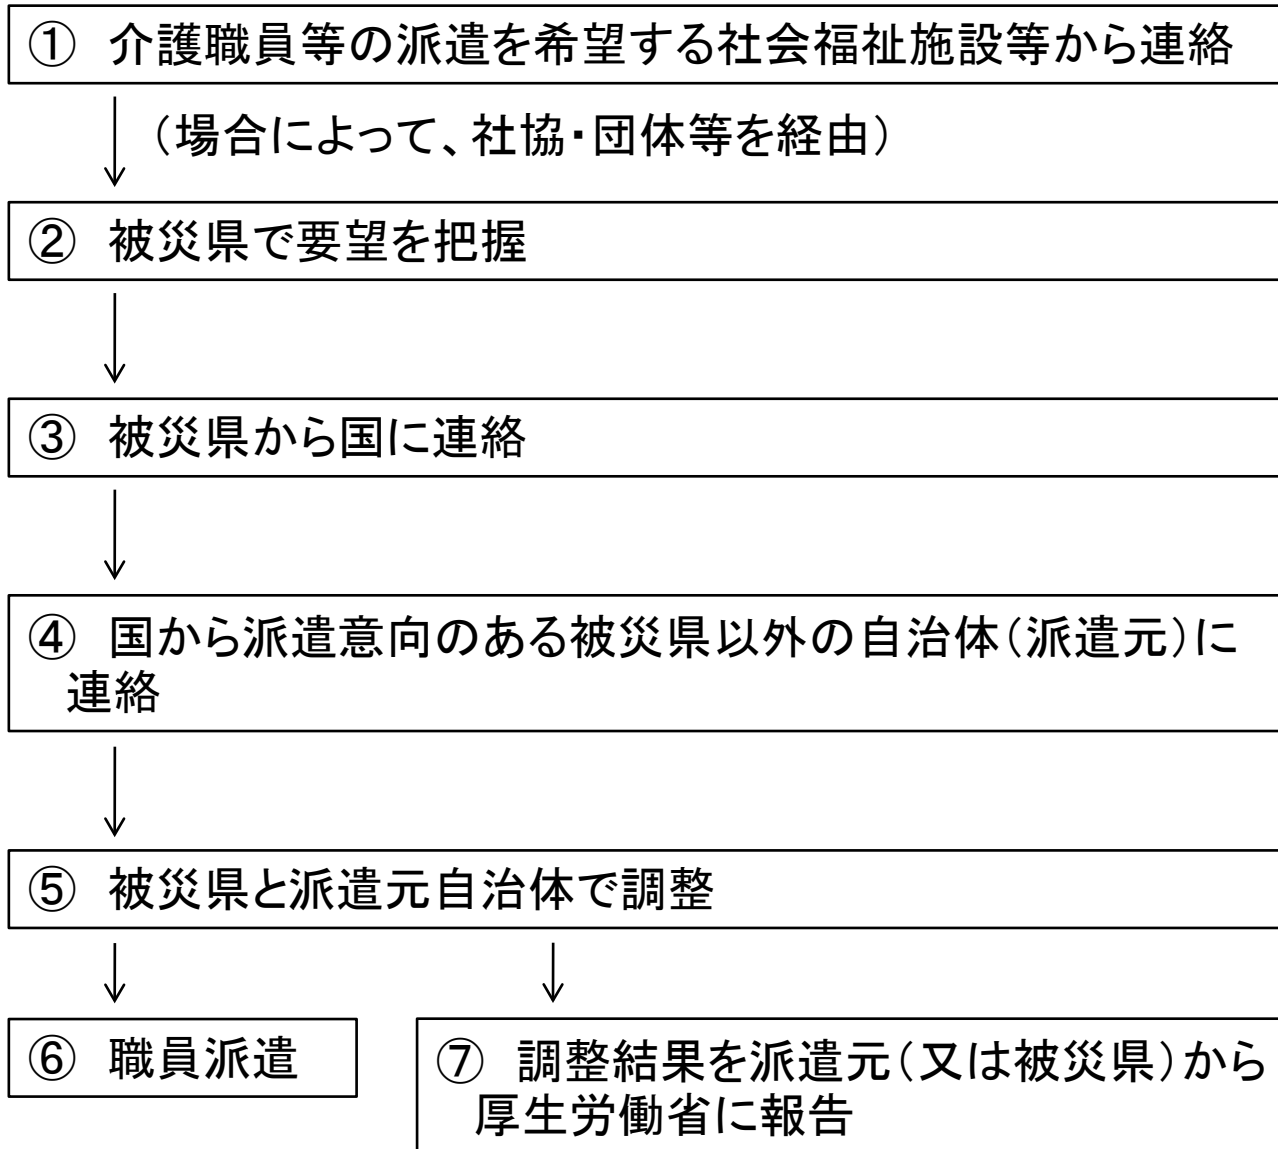 ① 介護職員等の派遣を希望する社会福祉施設等から連絡
（場合によって、社協・団体等を経由）
② 被災県で要望を把握
③ 被災県から国に連絡
④ 国から派遣意向のある被災県以外の自治体（派遣元）に
連絡
⑤ 被災県と派遣元自治体で調整
⑥ 職員派遣
⑦ 調整結果を派遣元（又は被災県）から
厚生労働省に報告